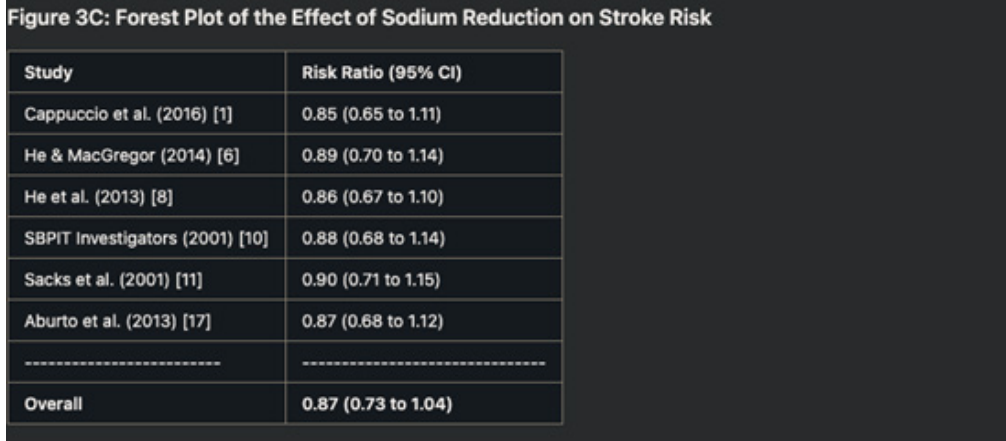 Figure 3C: Forest Plot of the Effect of Sodium Reduction on Stroke Risk
Study Risk Ratio (95% CI)
Cappuccio et al. (2016) [1] 0.85 (0.65 to 1.11)
He & MacGregor (2014) [6] 0.89 (0.70 to 1.14)
He et al. (2013) [8] 0.86 (0.67 to 1.10)
SBPIT Investigators (2001) [10] 0.88 (0.68 to 1.14)
Sacks et al. (2001) [11] 0.90 (0.71 to 1.15)
Aburto et al. (2013) [17] 0.87 (0.68 to 1.12)
------------------------- -------------------------------
Overall 0.87 (0.73 to 1.04)